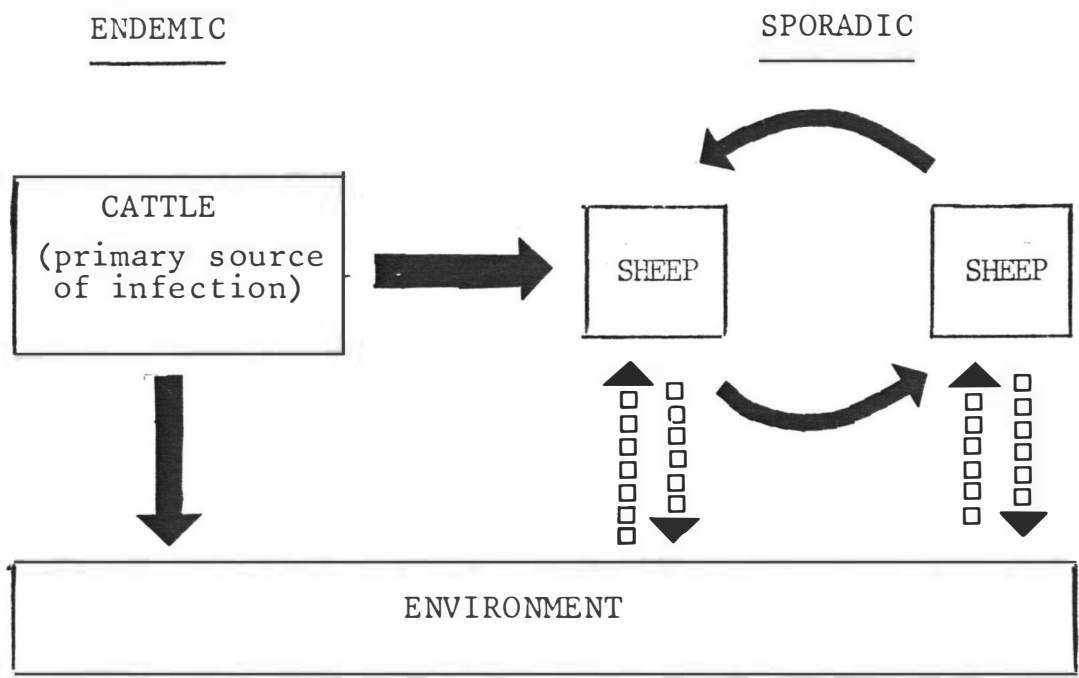 ENDEMIC
SPORADIC
CATTLE
(primary source
of infection)
SHEEP
SHEEP
ENVIRONMENT